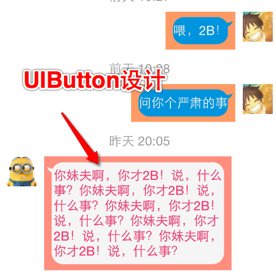 喂，2B！
前天 19:28
UIButton设计
问你个严肃的事
昨天 20:05
你妹夫啊，你才2B！说，什么
事？你妹夫啊，你才2B！说，
什么事？你妹夫啊，你才2B！
说，什么事？你妹夫啊，你才
2B！说，什么事？你妹夫啊，
你才2B！说，什么事？